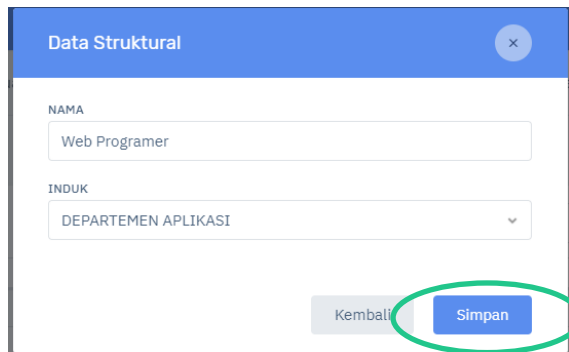 Data Struktural
×
NAMA
Web Programer
INDUK
DEPARTEMEN APLIKASI
Kembali
Simpan